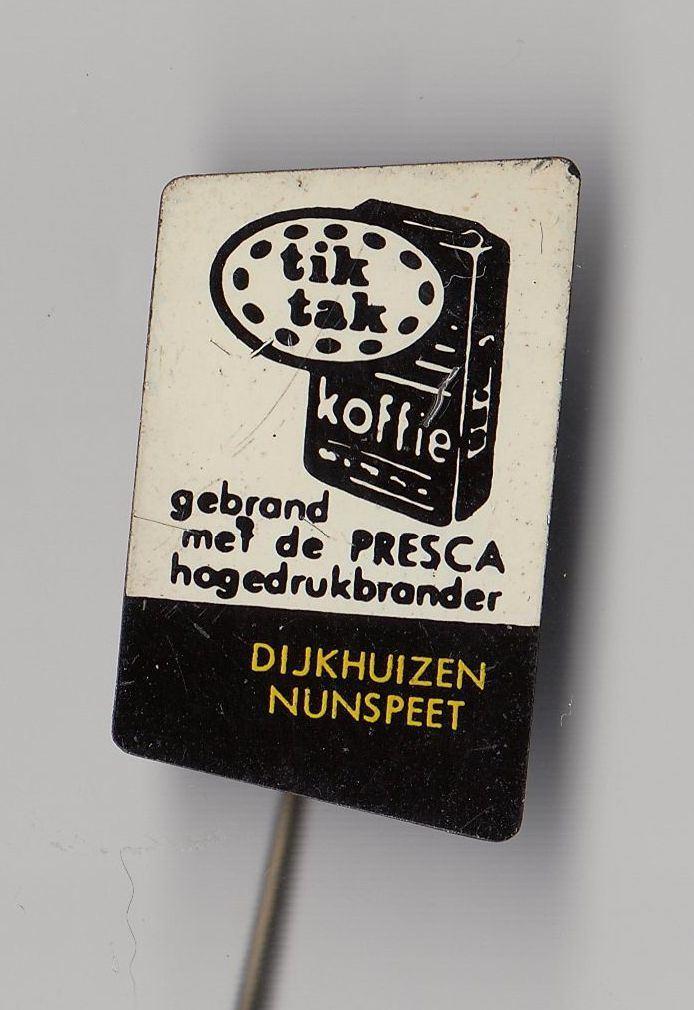 tik
tak
koffie
gebrand
met de PRESCA
hogedrukbrander
DIJKHUIZEN
NUNSPEET